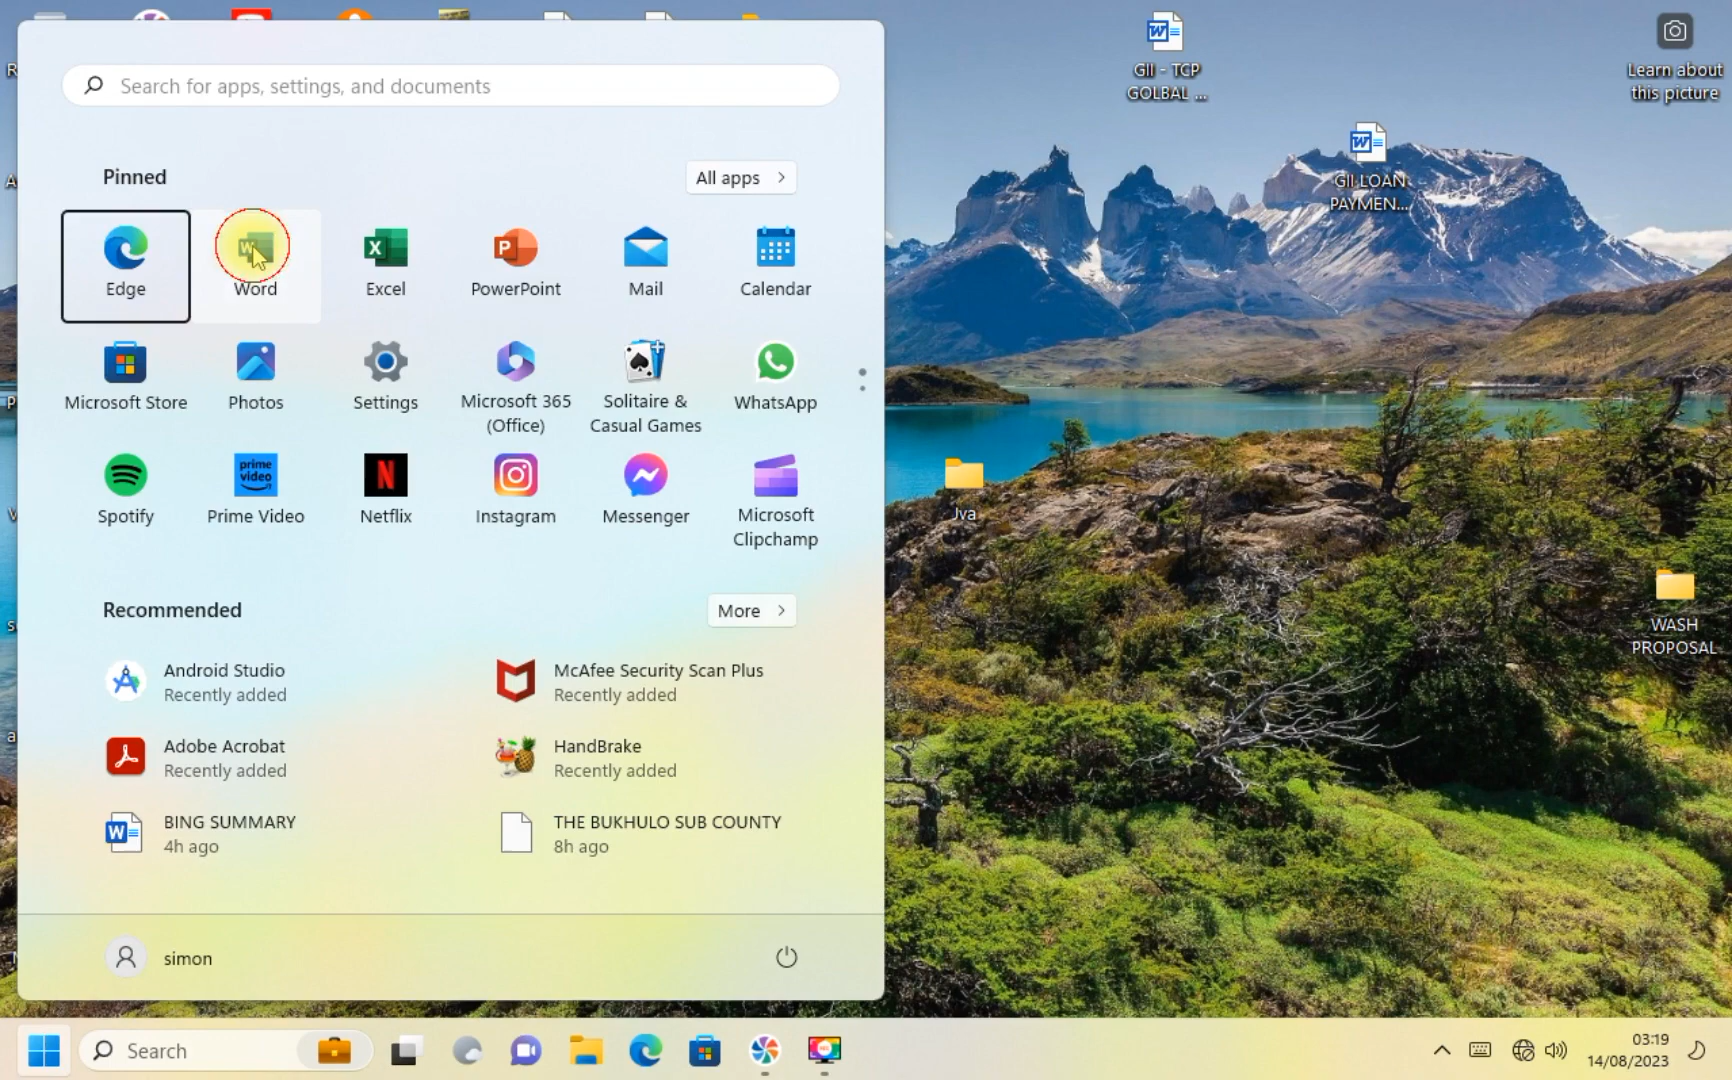 Search for apps, settings, and documents
Pinned
All apps
Edge
Word
Excel
PowerPoint
Mail
Calendar
Microsoft Store
Photos
Settings
Microsoft 365
(Office)
Solitaire &
Casual Games
WhatsApp
prime
video
Spotify
Prime Video
Netflix
Instagram
Messenger
Microsoft
Clipchamp
Recommended
More
Android Studio
Recently added
McAfee Security Scan Plus
Recently added
Adobe Acrobat
Recently added
HandBrake
Recently added
BING SUMMARY
4h ago
THE BUKHULO SUB COUNTY
8h ago
simon
GII - TCP
GOLBAL ...
Learn about
this picture
GII LOAN
PAYMEN...
Jva
WASH
PROPOSAL
Search
03:19
14/08/2023